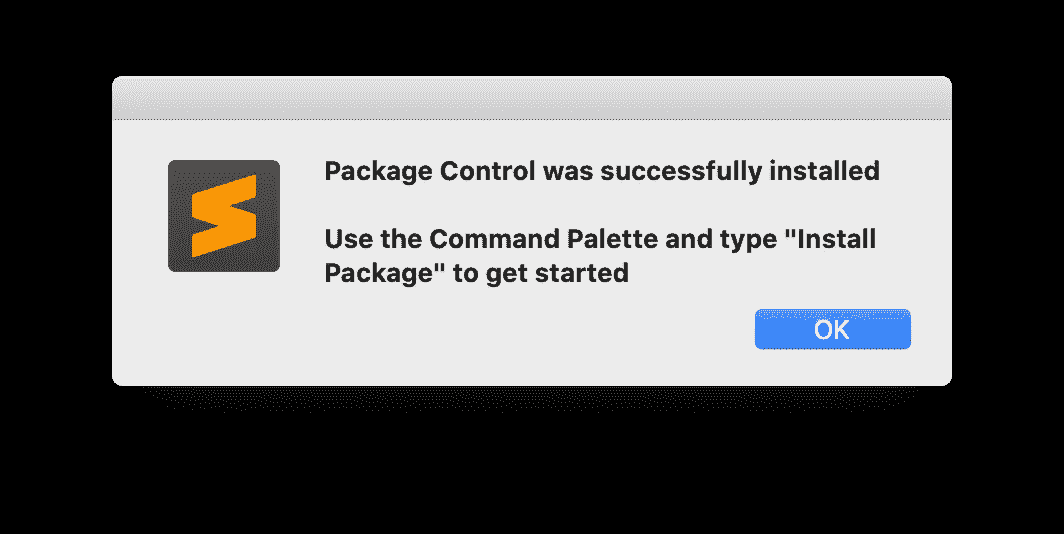 Package Control was successfully installed
Use the Command Palette and type "Install
Package" to get started
OK